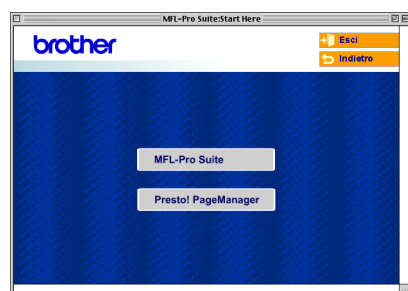 MFL-Pro Suite:Start Here
brother
Esci
Indietro
MFL-Pro Suite
Presto! PageManager